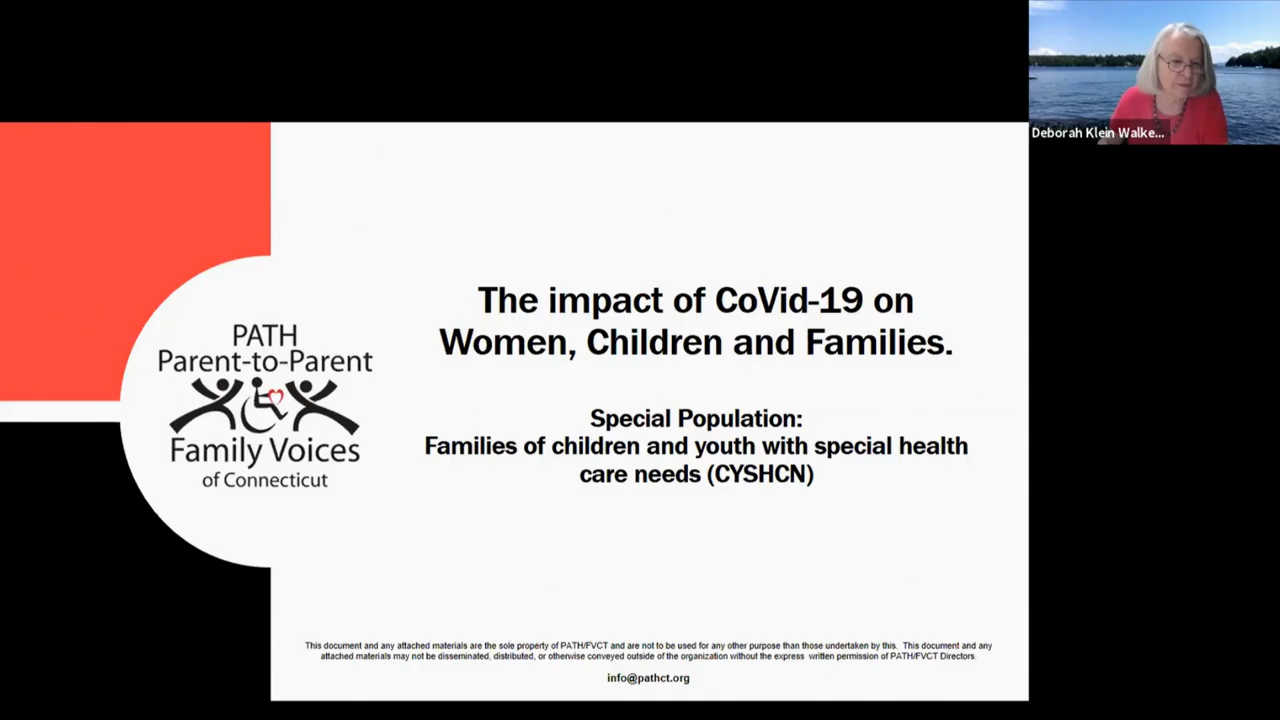 Deborah Klein Walke...
The impact of CoVid-19 on
Women, Children and Families.
PATH
Parent-to-Parent
Family Voices
of Connecticut
Special Population:
Families of children and youth with special health
care needs (CYSHCN)
This document and any attached materials are the sole property of PATH/FVCT and are not to be used for any other purpose than those undertaken by this. This document and any
attached materials may not be disseminated, distributed, or otherwise conveyed outside of the organization without the express written permission of PATH/FVCT Directors.
info@pathct.org